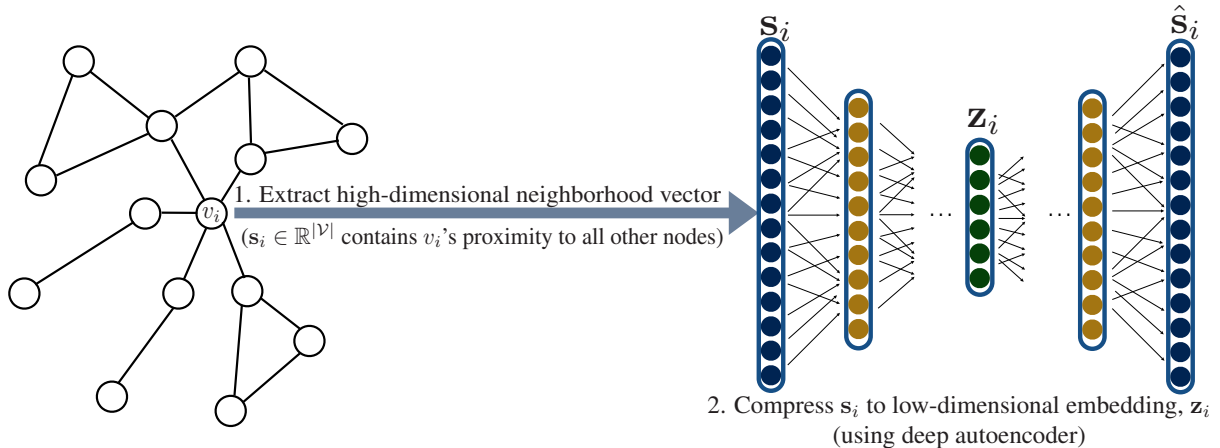 s_i
ŝ_i
z_i
v_i
1. Extract high-dimensional neighborhood vector
(s_i ∈ ℝ^|𝒱| contains v_i's proximity to all other nodes)
...
...
2. Compress s_i to low-dimensional embedding, z_i
(using deep autoencoder)